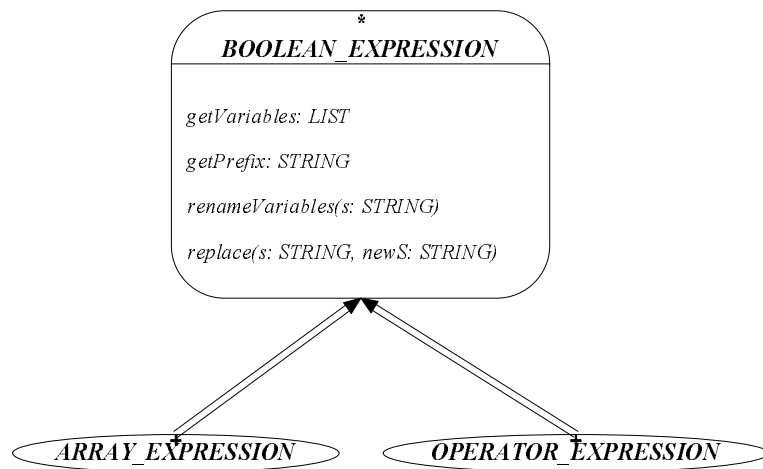 *
BOOLEAN_EXPRESSION
getVariables: LIST
getPrefix: STRING
renameVariables(s: STRING)
replace(s: STRING, newS: STRING)
+ +
ARRAY_EXPRESSION OPERATOR_EXPRESSION